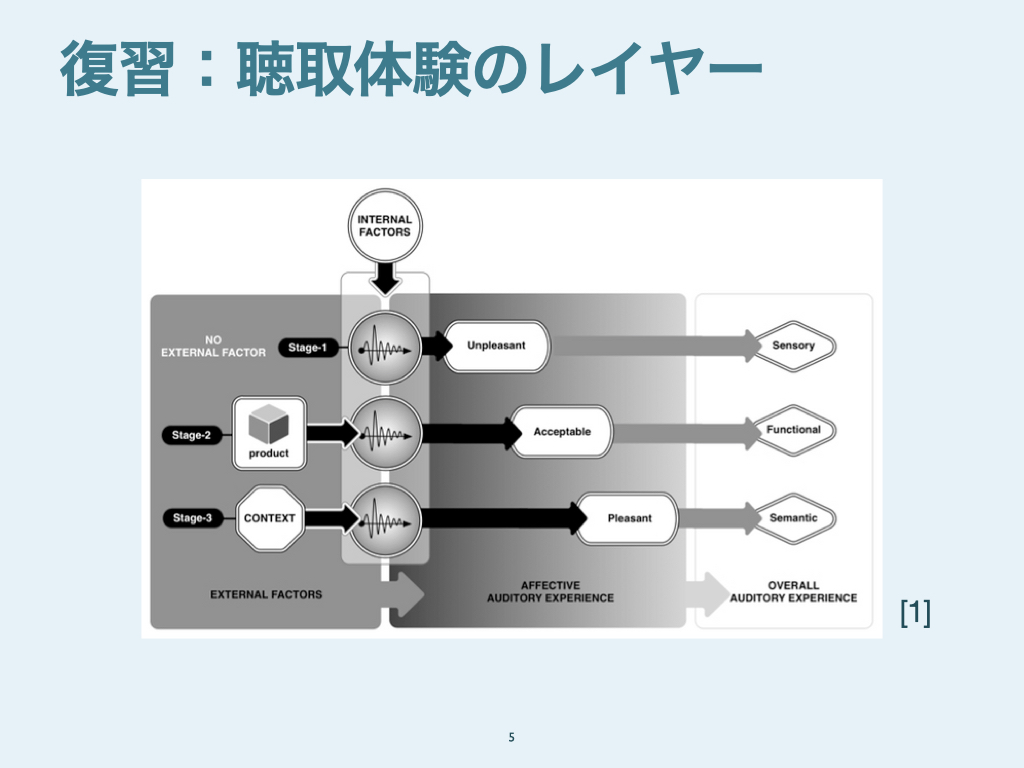 復習：聴取体験のレイヤー
INTERNAL
FACTORS
NO
EXTERNAL FACTOR
Stage-1
Unpleasant
Sensory
Stage-2
product
Acceptable
Functional
Stage-3
CONTEXT
Pleasant
Semantic
EXTERNAL FACTORS
AFFECTIVE
AUDITORY EXPERIENCE
OVERALL
AUDITORY EXPERIENCE
[1]
5